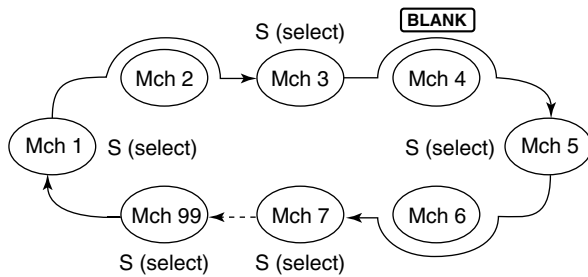 BLANK
S (select)
Mch 2
Mch 3
Mch 4
Mch 1
S (select)
S (select)
Mch 5
Mch 99
Mch 7
Mch 6
S (select)
S (select)